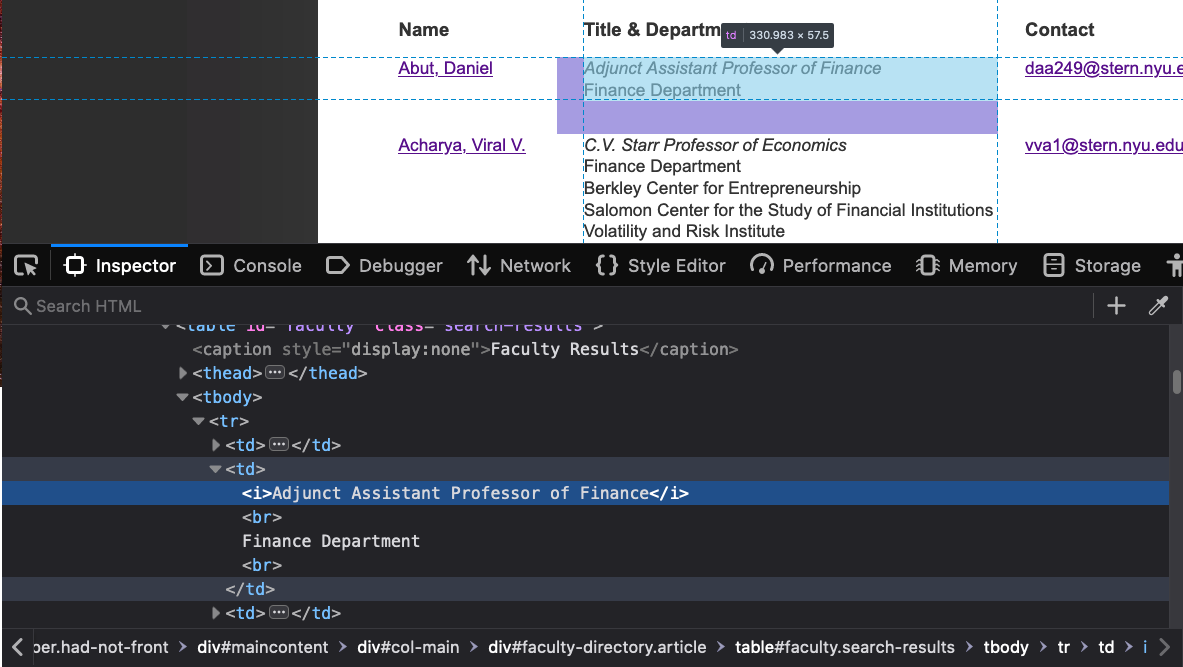 Name Title & Departm Contact
td 330.983 × 57.5
Abut, Daniel Adjunct Assistant Professor of Finance daa249@stern.nyu.e
Finance Department
Acharya, Viral V. C.V. Starr Professor of Economics vva1@stern.nyu.edu
Finance Department
Berkley Center for Entrepreneurship
Salomon Center for the Study of Financial Institutions
Volatility and Risk Institute
Inspector Console Debugger Network Style Editor Performance Memory Storage
Search HTML
<table id="faculty" class="search-results">
<caption style="display:none">Faculty Results</caption>
<thead>⋯</thead>
<tbody>
<tr>
<td>⋯</td>
<td>
<i>Adjunct Assistant Professor of Finance</i>
<br>
Finance Department
<br>
</td>
<td>⋯</td>
per.had-not-front > div#maincontent > div#col-main > div#faculty-directory.article > table#faculty.search-results > tbody > tr > td > i